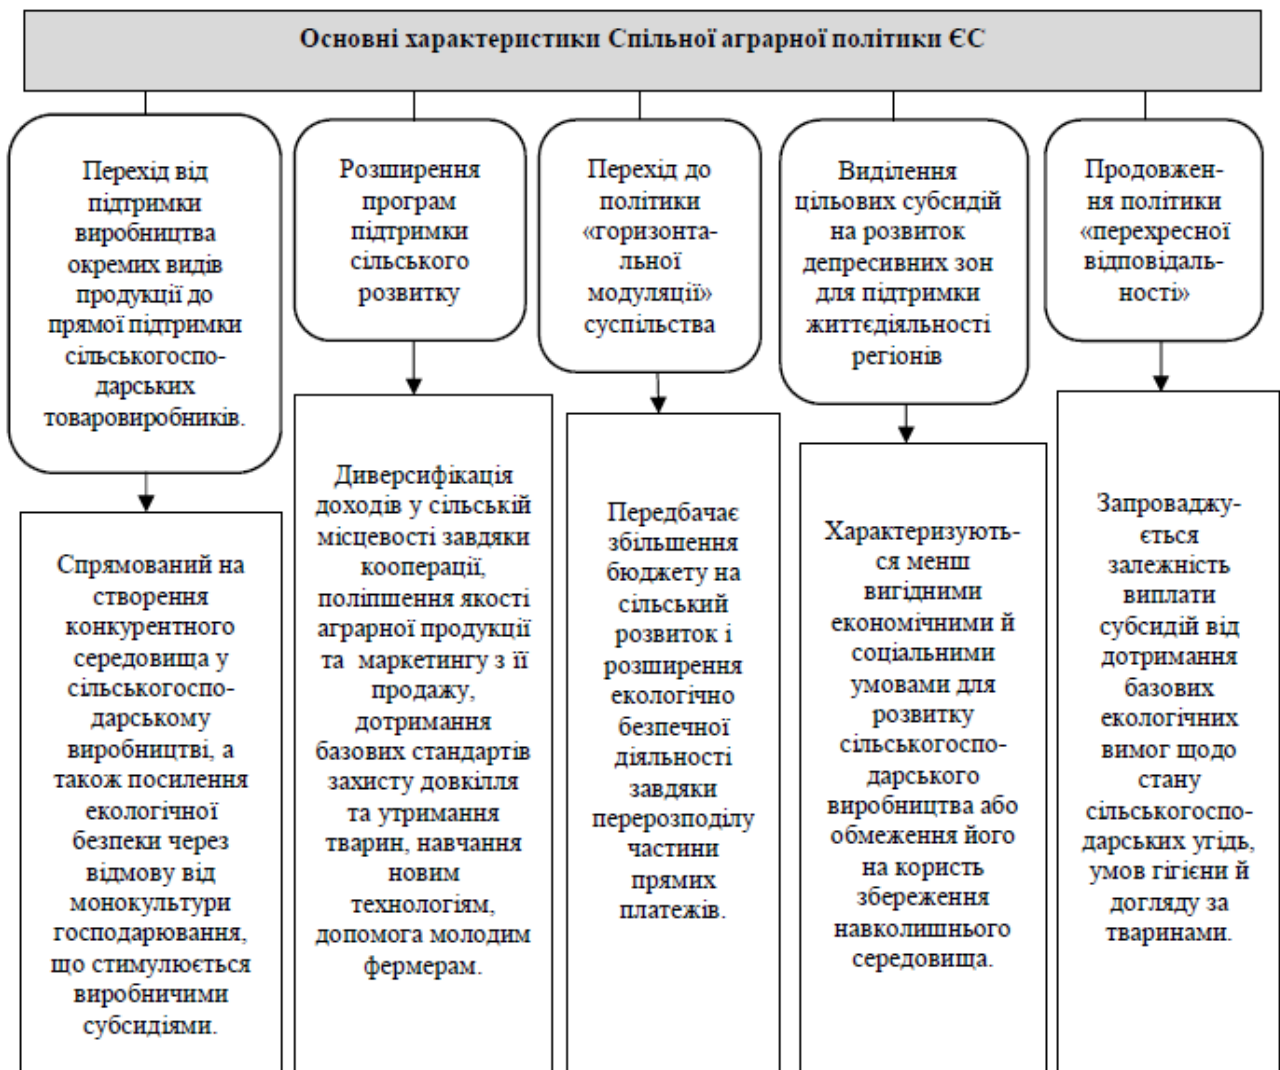 Основні характеристики Спільної аграрної політики ЄС
Перехід від
підтримки
виробництва
окремих видів
продукції до
прямої підтримки
сільськогоспо-
дарських
товаровиробників.
Спрямований на
створення
конкурентного
середовища у
сільськогоспо-
дарському
виробництві, а
також посилення
екологічної
безпеки через
відмову від
монокультури
господарювання,
що стимулюється
виробничими
субсидіями.
Розширення
програм
підтримки
сільського
розвитку
Диверсифікація
доходів у сільській
місцевості завдяки
кооперації,
поліпшення якості
аграрної продукції
та маркетингу з її
продажу,
дотримання
базових стандартів
захисту довкілля
та утримання
тварин, навчання
новим
технологіям,
допомога молодим
фермерам.
Перехід до
політики
«горизонта-
льної
модуляції»
суспільства
Передбачає
збільшення
бюджету на
сільський
розвиток і
розширення
екологічно
безпечної
діяльності
завдяки
перерозподілу
частини
прямих
платежів.
Виділення
цільових субсидій
на розвиток
депресивних зон
для підтримки
життєдіяльності
регіонів
Характеризують-
ся менш
вигідними
економічними й
соціальними
умовами для
розвитку
сільськогоспо-
дарського
виробництва або
обмеження його
на користь
збереження
навколишнього
середовища.
Продовжен-
ня політики
«перехресної
відповідаль-
ності»
Запроваджу-
ється
залежність
виплати
субсидій від
дотримання
базових
екологічних
вимог щодо
стану
сільськогоспо-
дарських угідь,
умов гігієни й
догляду за
тваринами.